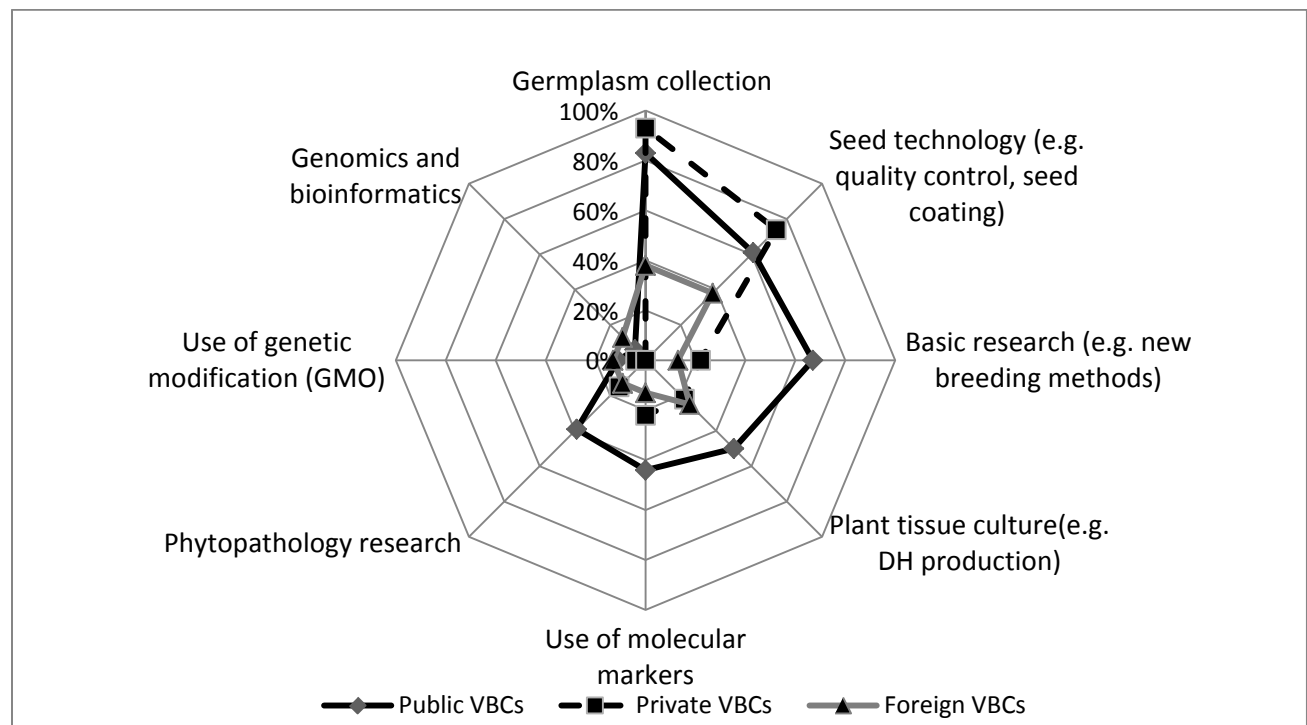 Germplasm collection
100%
80%
60%
40%
20%
0%
Seed technology (e.g.
quality control, seed
coating)
Basic research (e.g. new
breeding methods)
Plant tissue culture(e.g.
DH production)
Use of molecular
markers
Phytopathology research
Use of genetic
modification (GMO)
Genomics and
bioinformatics
Public VBCs
Private VBCs
Foreign VBCs